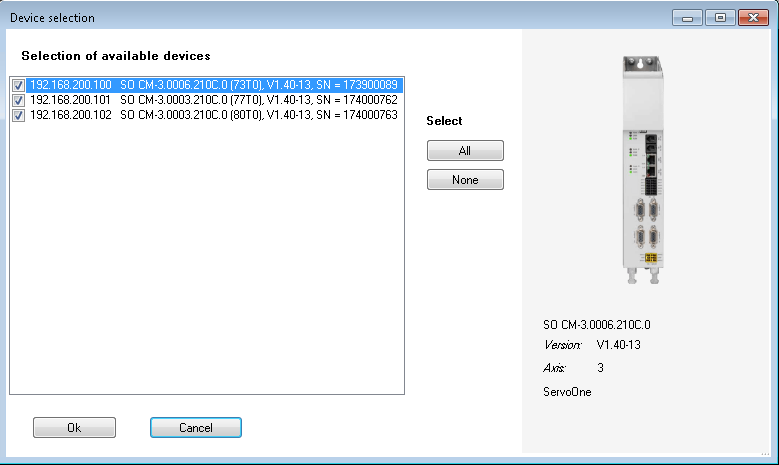 Device selection
Selection of available devices
192.168.200.100 SO CM-3.0006.210C.0 (73T0), V1.40-13, SN = 173900089
192.168.200.101 SO CM-3.0003.210C.0 (77T0), V1.40-13, SN = 174000762
192.168.200.102 SO CM-3.0003.210C.0 (80T0), V1.40-13, SN = 174000763
Select
All
None
SO CM-3.0006.210C.0
Version: V1.40-13
Axis: 3
ServoOne
Ok
Cancel